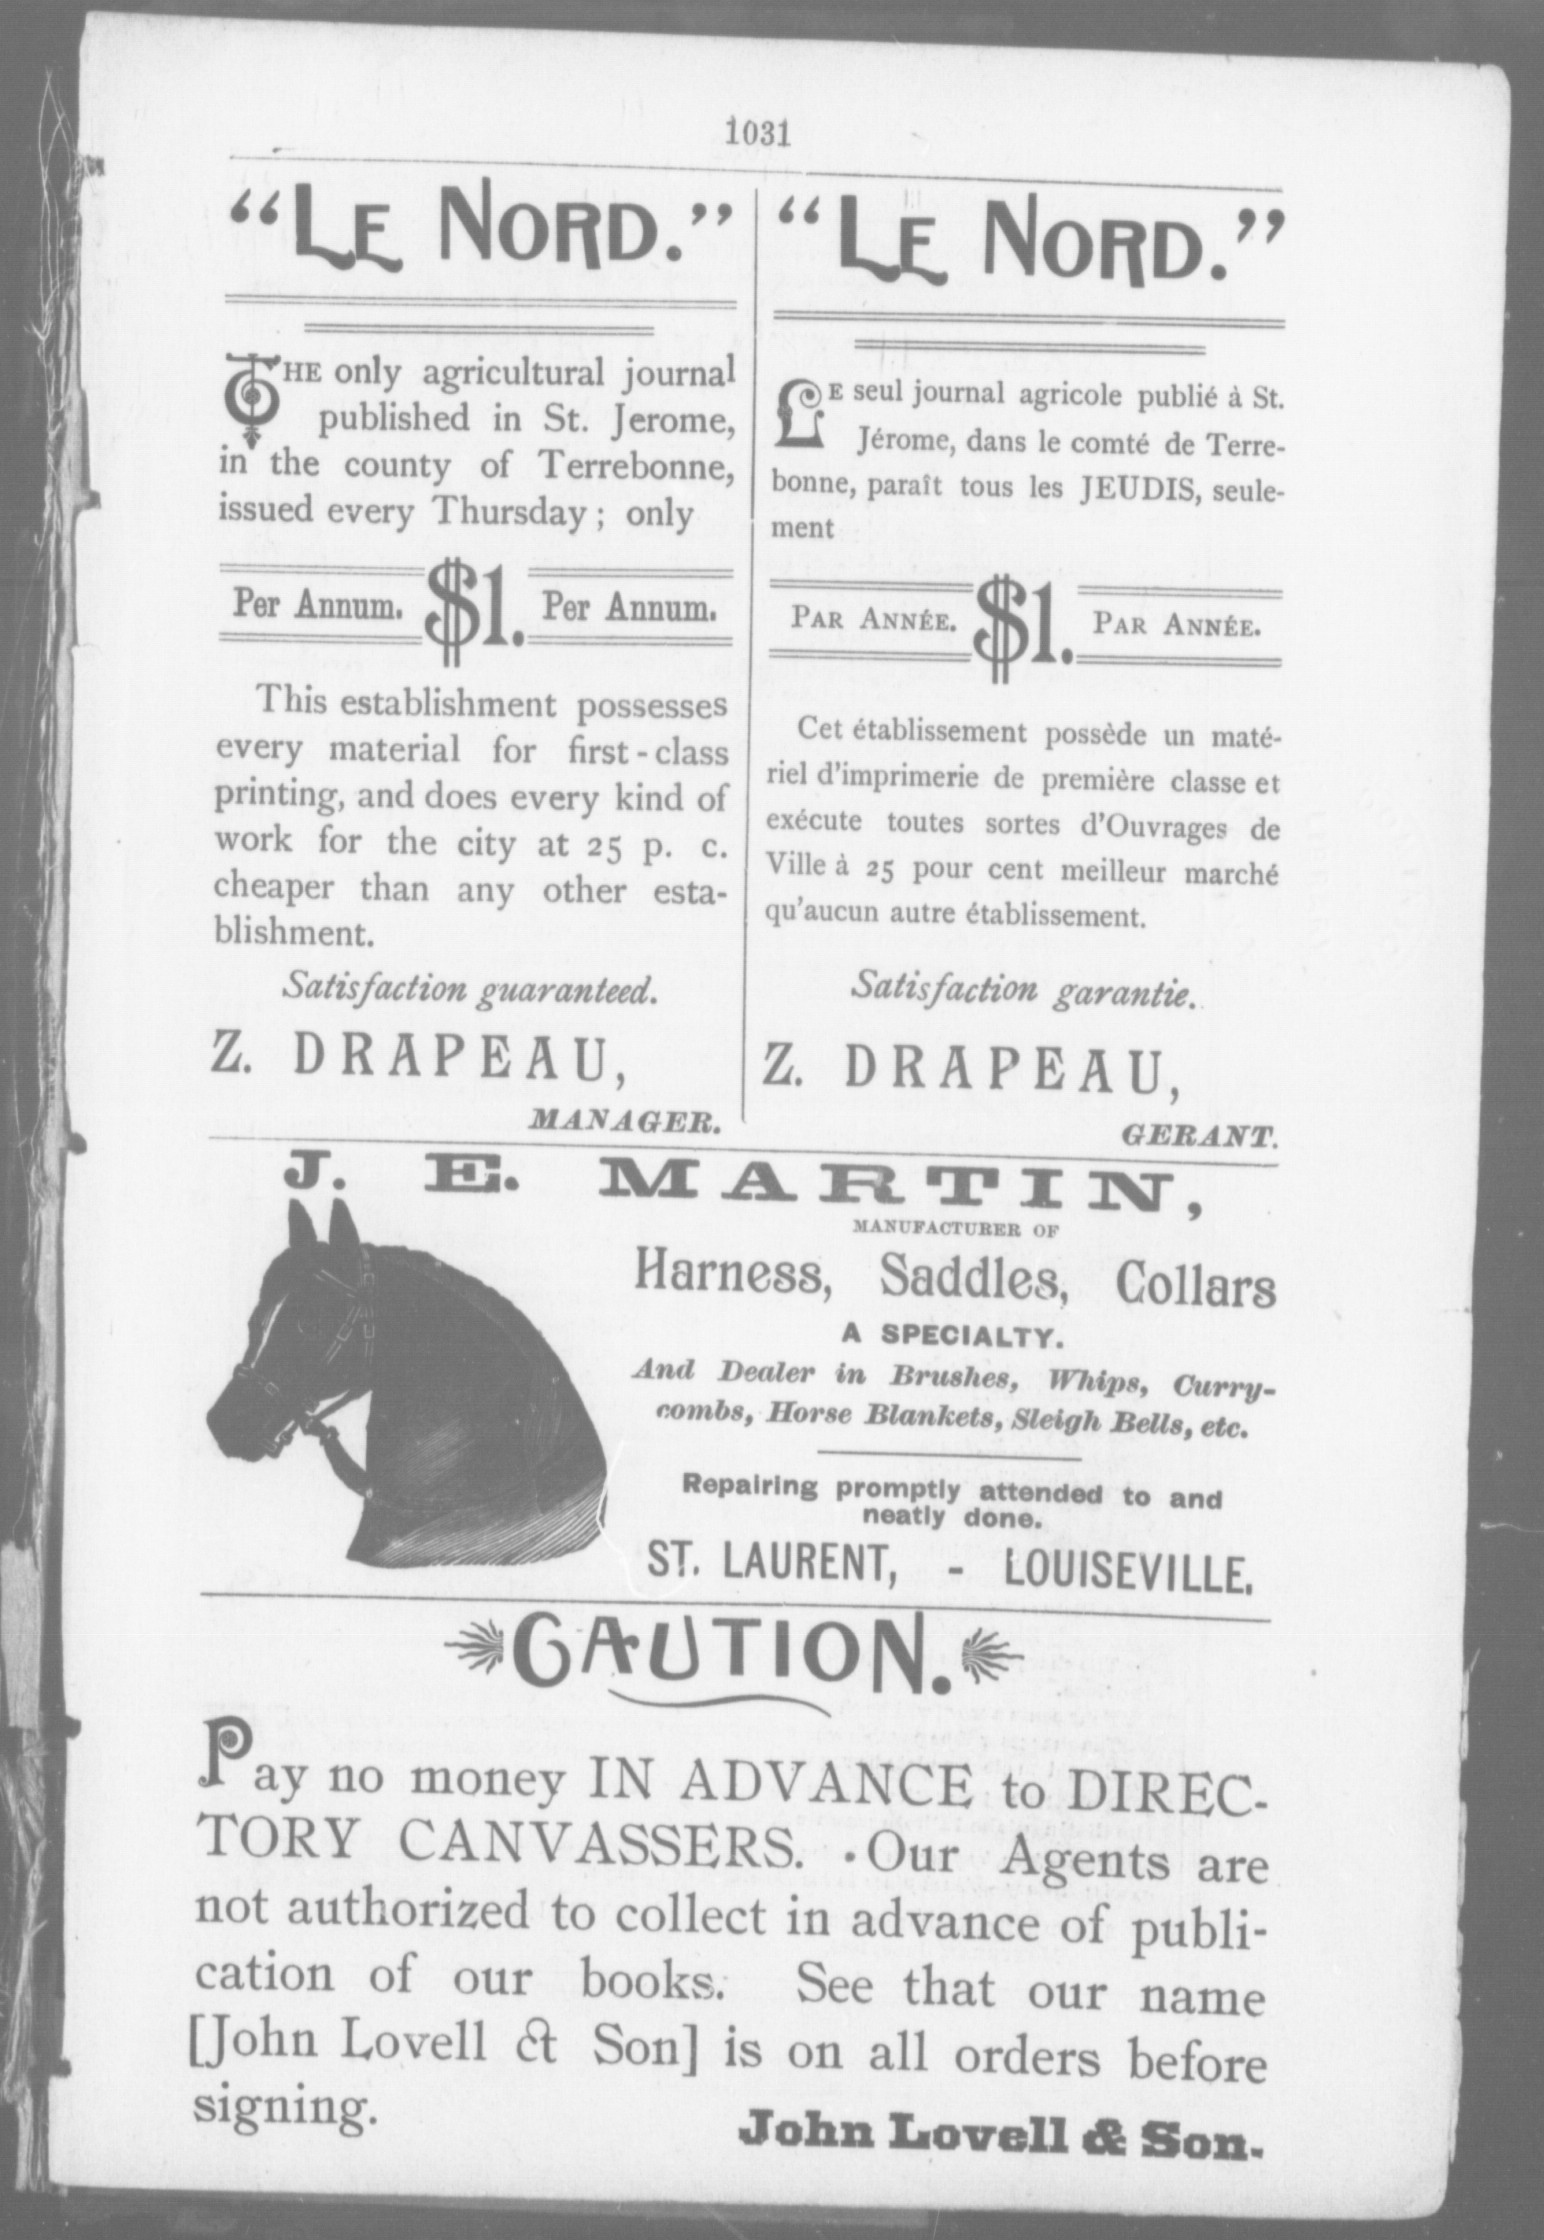 1031
“LE NORD.”
THE only agricultural journal
published in St. Jerome,
in the county of Terrebonne,
issued every Thursday; only
Per Annum. $1. Per Annum.
This establishment possesses
every material for first-class
printing, and does every kind of
work for the city at 25 p. c.
cheaper than any other esta-
blishment.
Satisfaction guaranteed.
Z. DRAPEAU,
MANAGER.
“LE NORD.”
LE seul journal agricole publié à St.
Jérome, dans le comté de Terre-
bonne, paraît tous les JEUDIS, seule-
ment
PAR ANNÉE. $1. PAR ANNÉE.
Cet établissement possède un maté-
riel d’imprimerie de première classe et
exécute toutes sortes d’Ouvrages de
Ville à 25 pour cent meilleur marché
qu’aucun autre établissement.
Satisfaction garantie.
Z. DRAPEAU,
GERANT.
J. E. MARTIN,
MANUFACTURER OF
Harness, Saddles, Collars
A SPECIALTY.
And Dealer in Brushes, Whips, Curry-
combs, Horse Blankets, Sleigh Bells, etc.
Repairing promptly attended to and
neatly done.
ST. LAURENT, - LOUISEVILLE.
CAUTION.
Pay no money IN ADVANCE to DIREC-
TORY CANVASSERS. Our Agents are
not authorized to collect in advance of publi-
cation of our books. See that our name
[John Lovell & Son] is on all orders before
signing.
John Lovell & Son.